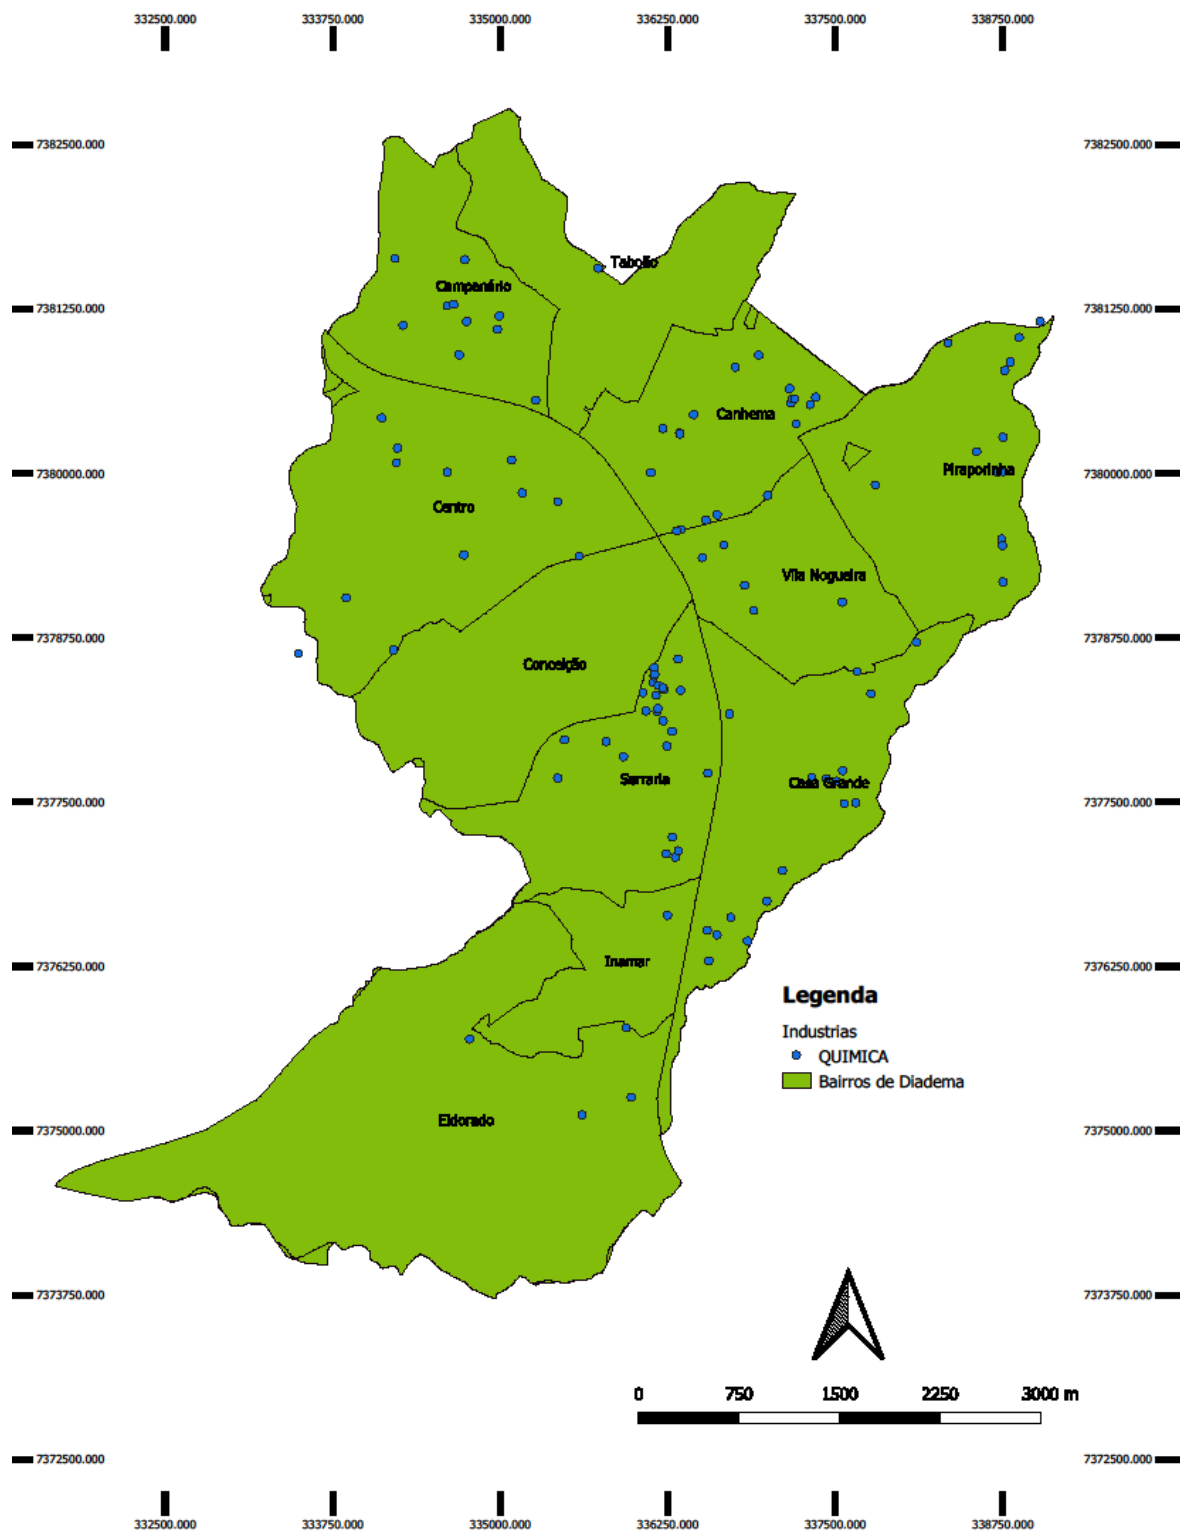 332500.000 333750.000 335000.000 336250.000 337500.000 338750.000
7382500.000 7382500.000
Tabolão
Campanário
7381250.000 7381250.000
Canhema
Piraporinha
7380000.000 7380000.000
Centro
Vila Nogueira
7378750.000 7378750.000
Conceição
Serraria
Casa Grande
7377500.000 7377500.000
Inamar
7376250.000 7376250.000
Legenda
Industrias
QUIMICA
Bairros de Diadema
Eldorado
7375000.000 7375000.000
7373750.000 7373750.000
0 750 1500 2250 3000 m
7372500.000 7372500.000
332500.000 333750.000 335000.000 336250.000 337500.000 338750.000